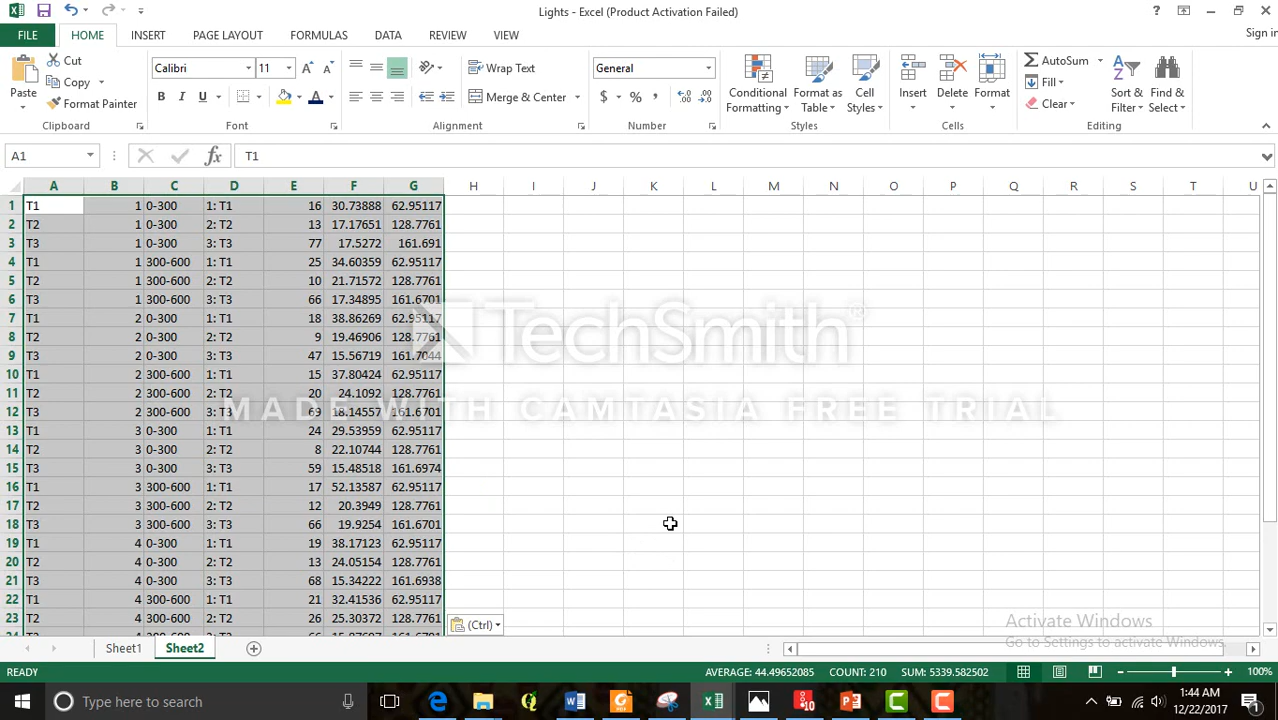 Lights - Excel (Product Activation Failed)
Sign in
FILE HOME INSERT PAGE LAYOUT FORMULAS DATA REVIEW VIEW
Paste
Cut
Copy
Format Painter
Clipboard
Calibri 11
B I U A
Font
Wrap Text
Merge & Center
Alignment
General
$ % ,
Number
Conditional Formatting
Format as Table
Cell Styles
Styles
Insert
Delete
Format
Cells
AutoSum
Fill
Clear
Sort & Filter
Find & Select
Editing
A1 fx T1
A B C D E F G H I J K L M N O P Q R S T U
1 T1 1 0-300 1: T1 16 30.73888 62.95117
2 T2 1 0-300 2: T2 13 17.17651 128.7761
3 T3 1 0-300 3: T3 77 17.5272 161.691
4 T1 1 300-600 1: T1 25 34.60359 62.95117
5 T2 1 300-600 2: T2 10 21.71572 128.7761
6 T3 1 300-600 3: T3 66 17.34895 161.6701
7 T1 2 0-300 1: T1 18 38.86269 62.95117
8 T2 2 0-300 2: T2 9 19.46906 128.7761
9 T3 2 0-300 3: T3 47 15.56719 161.7044
10 T1 2 300-600 1: T1 15 37.80424 62.95117
11 T2 2 300-600 2: T2 20 24.1092 128.7761
12 T3 2 300-600 3: T3 69 18.14557 161.6701
13 T1 3 0-300 1: T1 24 29.53959 62.95117
14 T2 3 0-300 2: T2 8 22.10744 128.7761
15 T3 3 0-300 3: T3 59 15.48518 161.6974
16 T1 3 300-600 1: T1 17 52.13587 62.95117
17 T2 3 300-600 2: T2 12 20.3949 128.7761
18 T3 3 300-600 3: T3 66 19.9254 161.6701
19 T1 4 0-300 1: T1 19 38.17123 62.95117
20 T2 4 0-300 2: T2 13 24.05154 128.7761
21 T3 4 0-300 3: T3 68 15.34222 161.6938
22 T1 4 300-600 1: T1 21 32.41536 62.95117
23 T2 4 300-600 2: T2 26 25.30372 128.7761
TechSmith®
MADE WITH CAMTASIA FREE TRIAL
(Ctrl)
Activate Windows
Go to Settings to activate Windows.
Sheet1 Sheet2
READY AVERAGE: 44.49652085 COUNT: 210 SUM: 5339.582502 100%
Type here to search
1:44 AM
12/22/2017